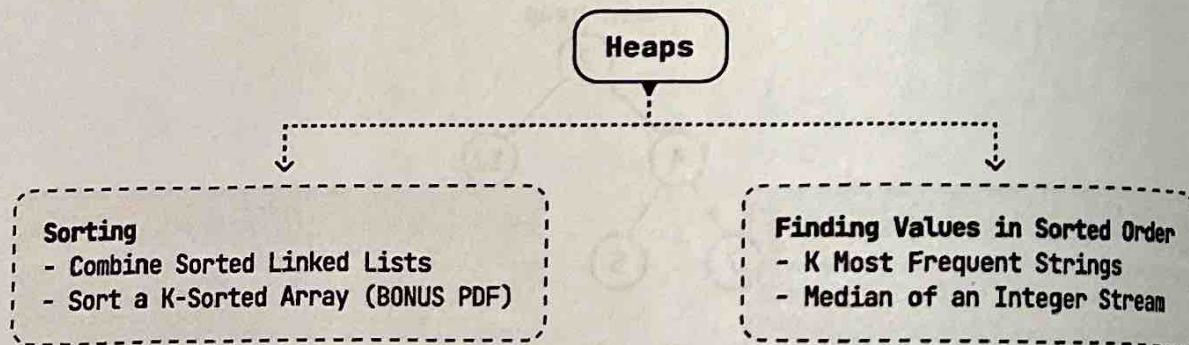 Heaps
Sorting
- Combine Sorted Linked Lists
- Sort a K-Sorted Array (BONUS PDF)
Finding Values in Sorted Order
- K Most Frequent Strings
- Median of an Integer Stream